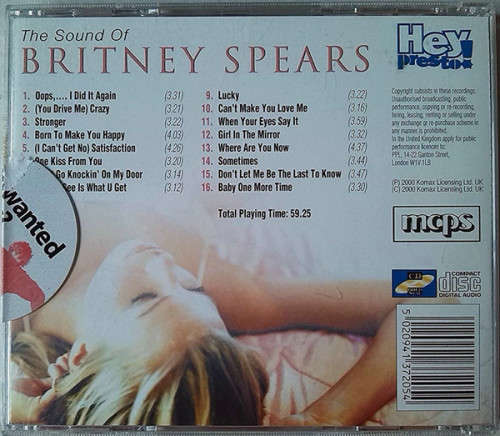 The Sound Of
BRITNEY SPEARS
Hey
presto!
1. Oops,.... I Did It Again (3.31)
2. (You Drive Me) Crazy (3.21)
3. Stronger (3.22)
4. Born To Make You Happy (4.03)
5. (I Can't Get No) Satisfaction (4.26)
One Kiss From You (3.20)
Go Knockin' On My Door (3.24)
ee Is What U Get (3.12)
9. Lucky (3.22)
10. Can't Make You Love Me (3.16)
11. When Your Eyes Say It (3.59)
12. Girl In The Mirror (3.32)
13. Where Are You Now (4.37)
14. Sometimes (3.44)
15. Don't Let Me Be The Last To Know (3.47)
16. Baby One More Time (3.30)
Total Playing Time: 59.25
wanted
?
Copyright subsists in these recordings.
Unauthorised broadcasting, public
performance, copying or re-recording,
hiring, leasing, renting or selling under
any exchange or re-purchase scheme in
any manner is prohibited.
In the United Kingdom apply for public
performance licences to:
PPL, 14-22 Ganton Street,
London W1V 1LB
(P) 2000 Komax Licensing Ltd. UK
(C) 2000 Komax Licensing Ltd. UK
mcps
CD
COMPACT
disc
DIGITAL AUDIO
5 020941 372054